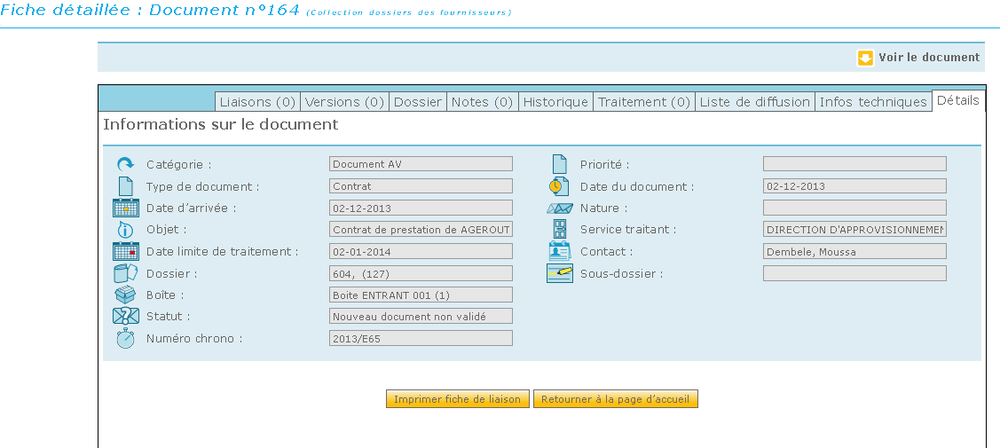 Fiche détaillée : Document n°164 (Collection dossiers des fournisseurs)
Voir le document
Liaisons (0) Versions (0) Dossier Notes (0) Historique Traitement (0) Liste de diffusion Infos techniques Détails
Informations sur le document
Catégorie : Document AV Priorité :
Type de document : Contrat Date du document : 02-12-2013
Date d'arrivée : 02-12-2013 Nature :
Objet : Contrat de prestation de AGEROUT Service traitant : DIRECTION D'APPROVISIONNEMEN
Date limite de traitement : 02-01-2014 Contact : Dembele, Moussa
Dossier : 604, (127) Sous-dossier :
Boîte : Boite ENTRANT 001 (1)
Statut : Nouveau document non validé
Numéro chrono : 2013/E65
Imprimer fiche de liaison Retourner à la page d'accueil